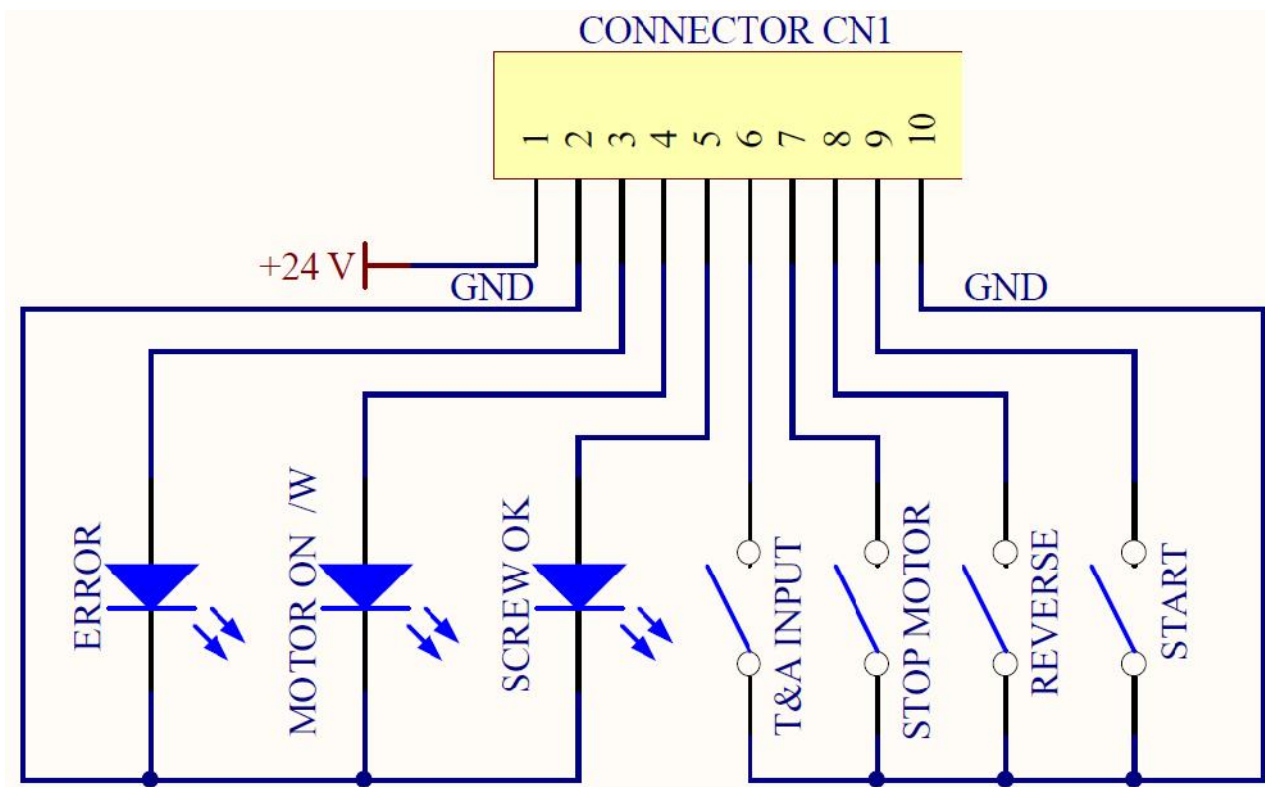 CONNECTOR CN1
1 2 3 4 5 6 7 8 9 10
+24 V
GND
GND
ERROR
MOTOR ON /W
SCREW OK
T&A INPUT
STOP MOTOR
REVERSE
START